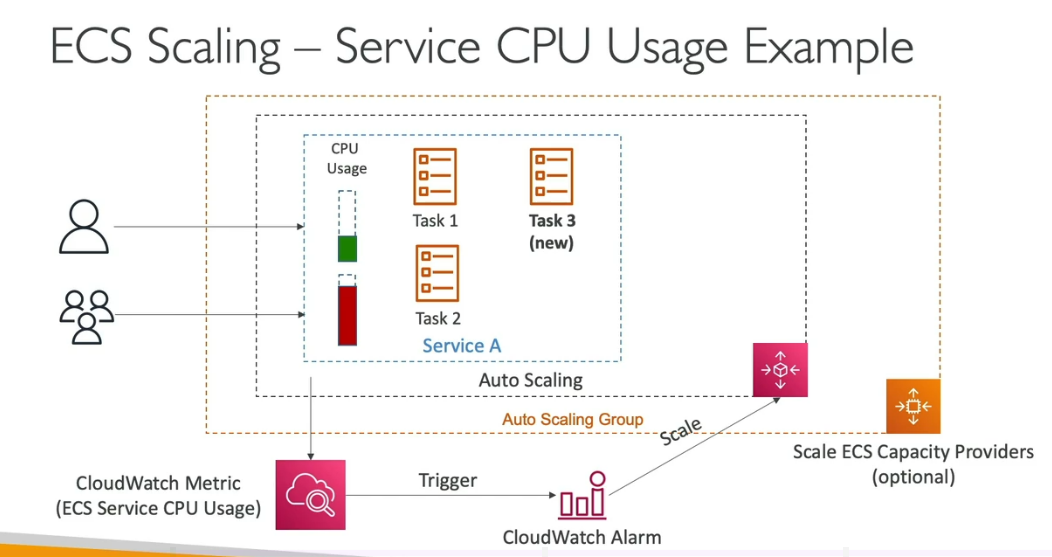 ECS Scaling – Service CPU Usage Example
CPU
Usage
Task 1
Task 3
(new)
Task 2
Service A
Auto Scaling
Auto Scaling Group
Scale
Scale ECS Capacity Providers
(optional)
CloudWatch Metric
(ECS Service CPU Usage)
Trigger
CloudWatch Alarm